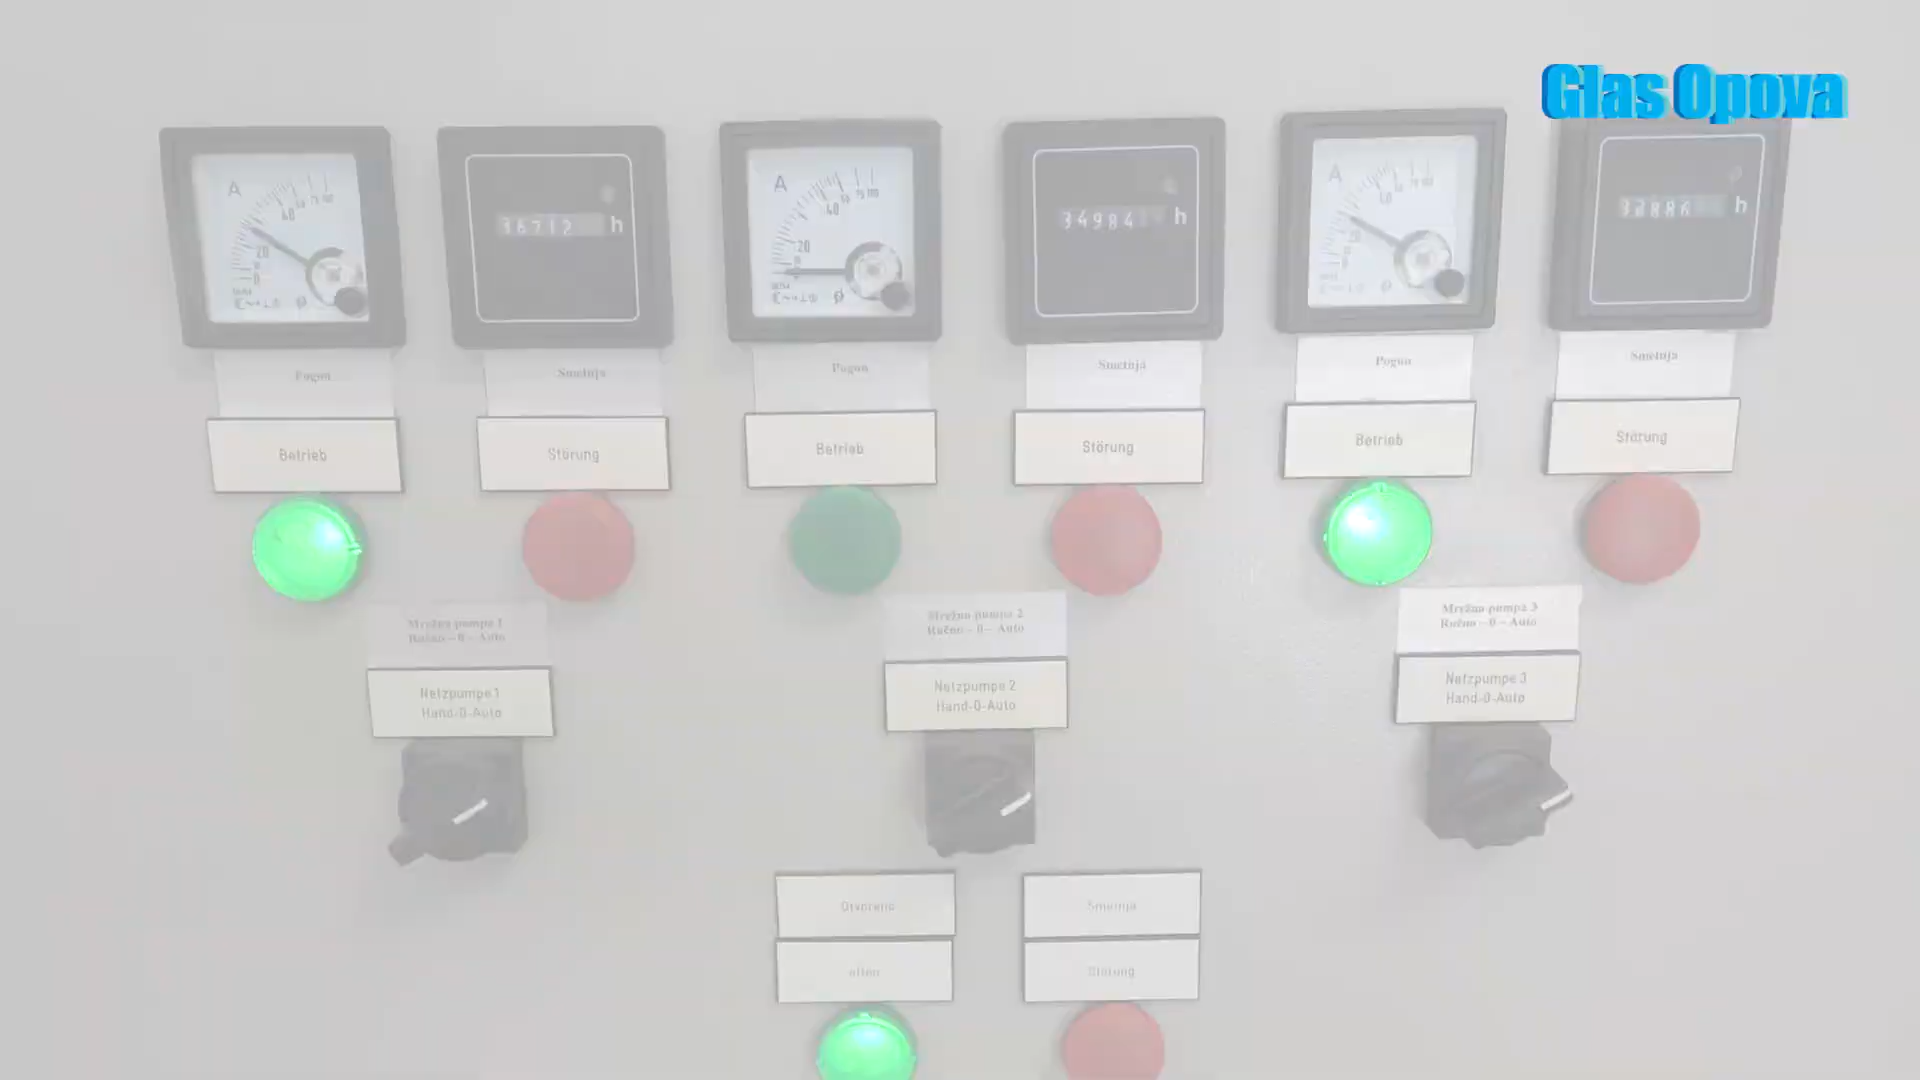 Glas Opova
A
40
20
0
36712
h
A
40
20
34984
h
A
h
Pogon
Smetnja
Pogon
Smetnja
Pogon
Smetnja
Betrieb
Störung
Betrieb
Störung
Betrieb
Störung
Mrežna pumpa 1
Ručno – 0 – Auto
Mrežna pumpa 2
Ručno – 0 – Auto
Mrežna pumpa 3
Ručno – 0 – Auto
Netzpumpe 1
Hand-0-Auto
Netzpumpe 2
Hand-0-Auto
Netzpumpe 3
Hand-0-Auto
Otvoreno
Smetnja
offen
Störung